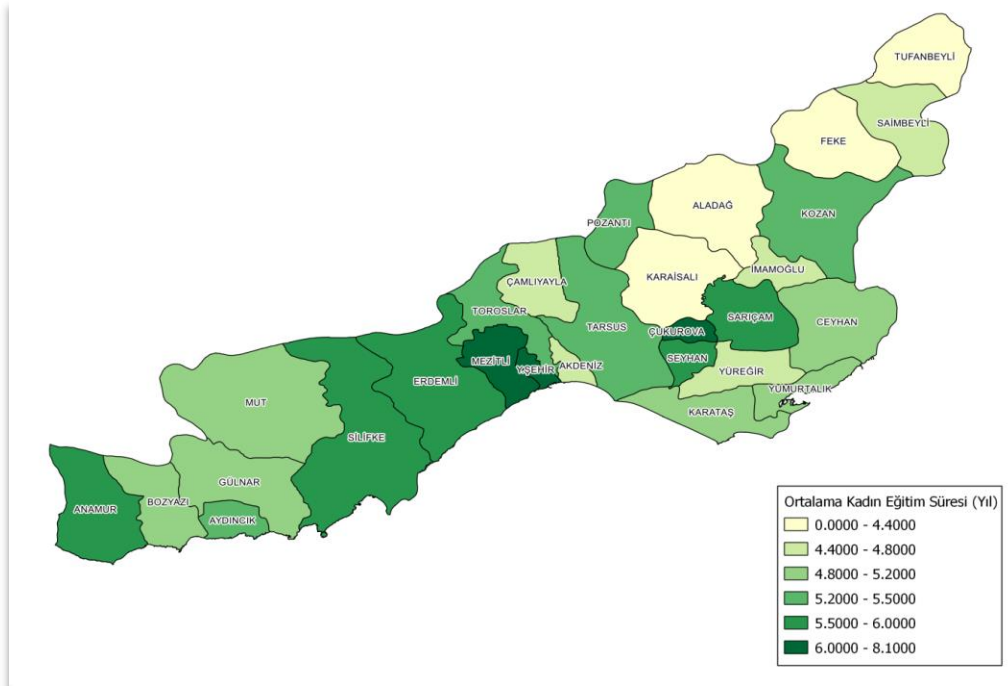 TUFANBEYLİ
SAİMBEYLİ
FEKE
ALADAĞ
KOZAN
POZANTI
KARAİSALI
İMAMOĞLU
ÇAMLIYAYLA
TOROSLAR
TARSUS
ÇUKUROVA
SARIÇAM
CEYHAN
MEZİTLİ
YŞEHİR
AKDENİZ
SEYHAN
YÜREĞİR
ERDEMLİ
YUMURTALIK
MUT
KARATAŞ
SİLİFKE
GÜLNAR
ANAMUR
BOZYAZI
AYDINCIK
Ortalama Kadın Eğitim Süresi (Yıl)
0.0000 - 4.4000
4.4000 - 4.8000
4.8000 - 5.2000
5.2000 - 5.5000
5.5000 - 6.0000
6.0000 - 8.1000